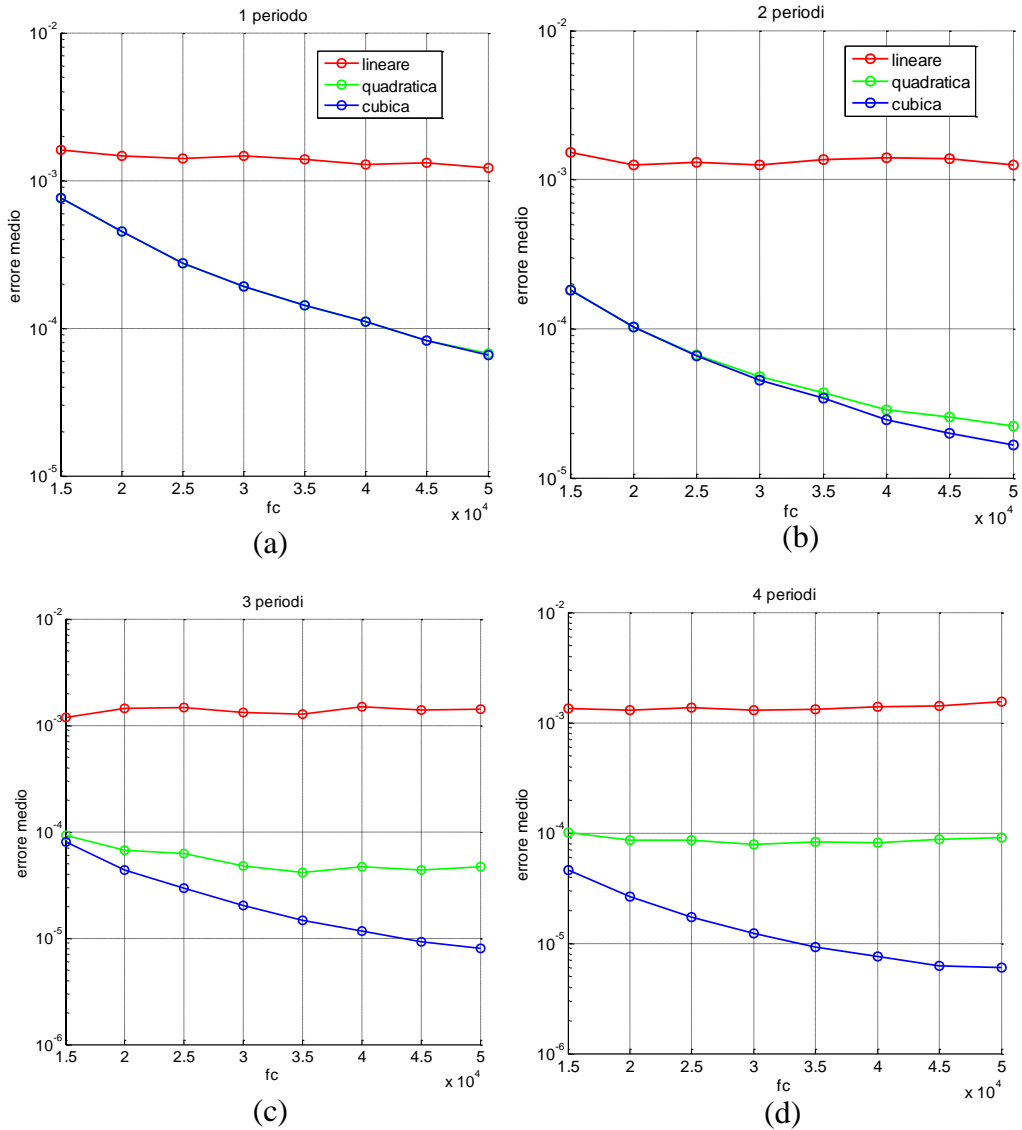 1 periodo
10^-2
10^-3
10^-4
10^-5
errore medio
lineare
quadratica
cubica
1.5 2 2.5 3 3.5 4 4.5 5
x 10^4
fc
(a)
2 periodi
10^-2
10^-3
10^-4
10^-5
errore medio
lineare
quadratica
cubica
1.5 2 2.5 3 3.5 4 4.5 5
x 10^4
fc
(b)
3 periodi
10^-2
10^-3
10^-4
10^-5
10^-6
errore medio
1.5 2 2.5 3 3.5 4 4.5 5
x 10^4
fc
(c)
4 periodi
10^-2
10^-3
10^-4
10^-5
10^-6
errore medio
1.5 2 2.5 3 3.5 4 4.5 5
x 10^4
fc
(d)